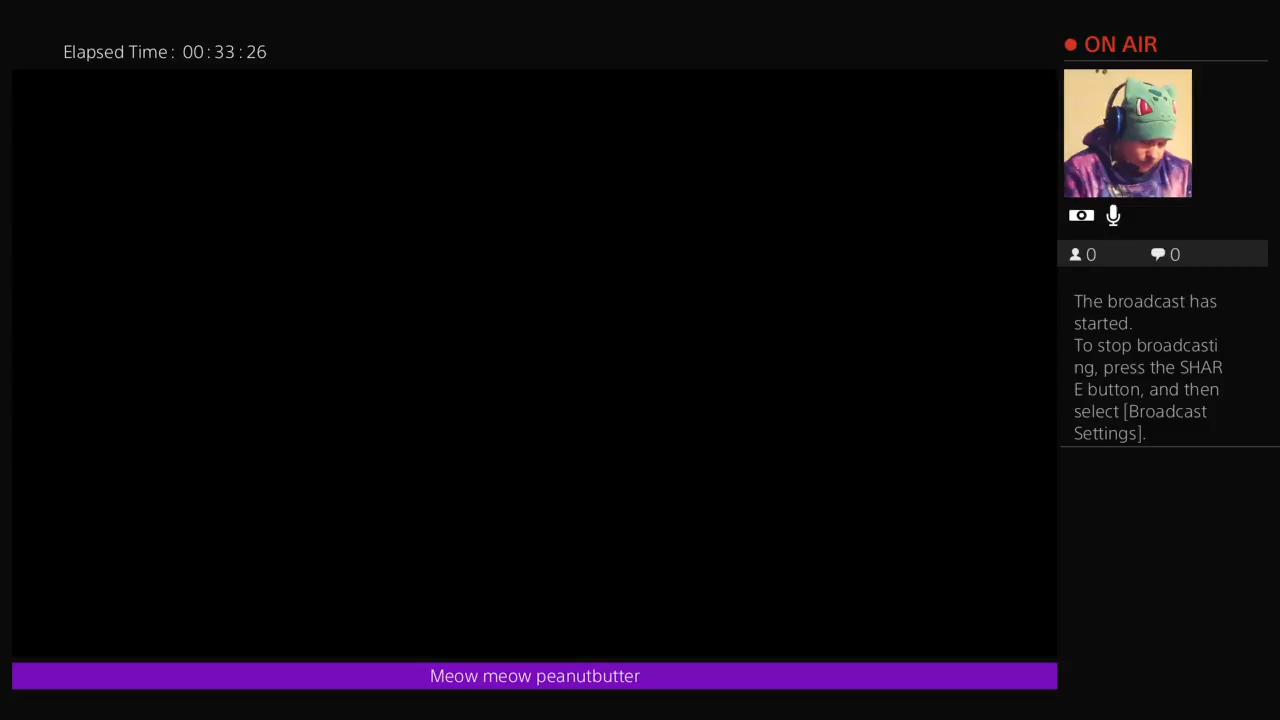 Elapsed Time: 00:33:26
ON AIR
0 0
The broadcast has
started.
To stop broadcasti
ng, press the SHAR
E button, and then
select [Broadcast
Settings].
Meow meow peanutbutter